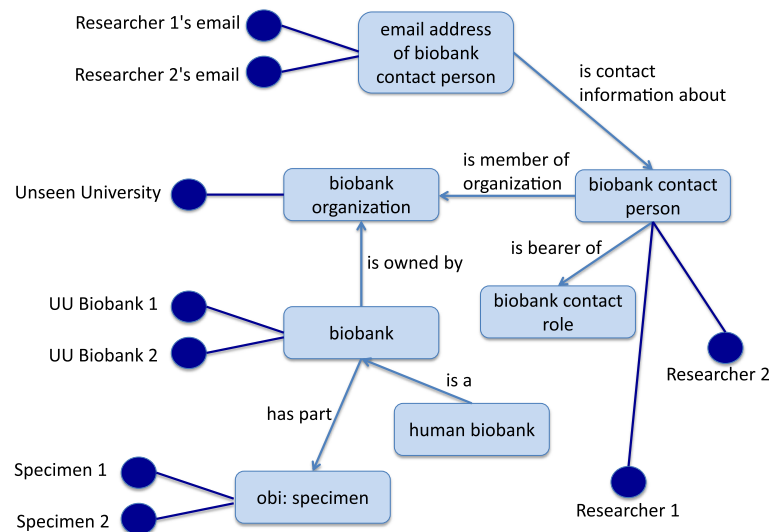 Researcher 1's email
Researcher 2's email
email address
of biobank
contact person
is contact
information about
Unseen University
biobank
organization
is member of
organization
biobank contact
person
is owned by
is bearer of
biobank contact
role
UU Biobank 1
UU Biobank 2
biobank
Researcher 2
has part
is a
human biobank
Specimen 1
Specimen 2
obi: specimen
Researcher 1